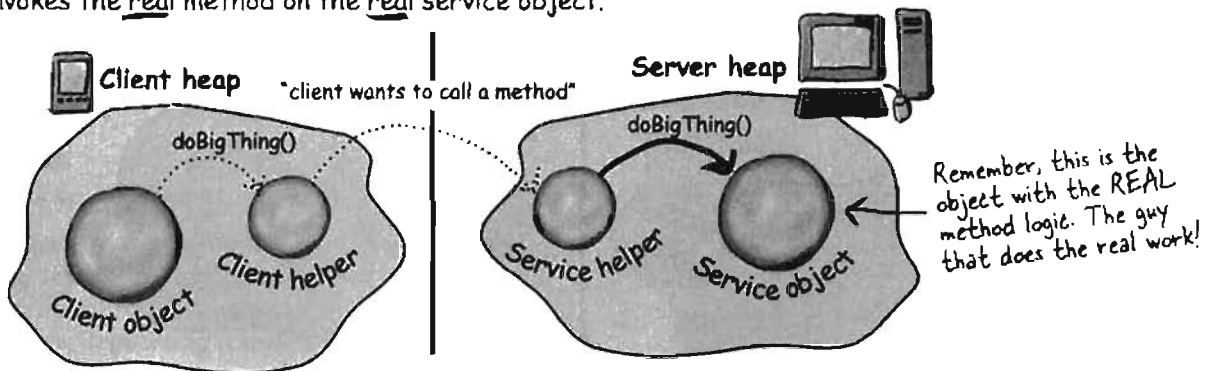 invokes the real method on the real service object.
Client heap
"client wants to call a method"
Server heap
doBigThing()
doBigThing()
Client object
Client helper
Service helper
Service object
Remember, this is the
object with the REAL
method logic. The guy
that does the real work!